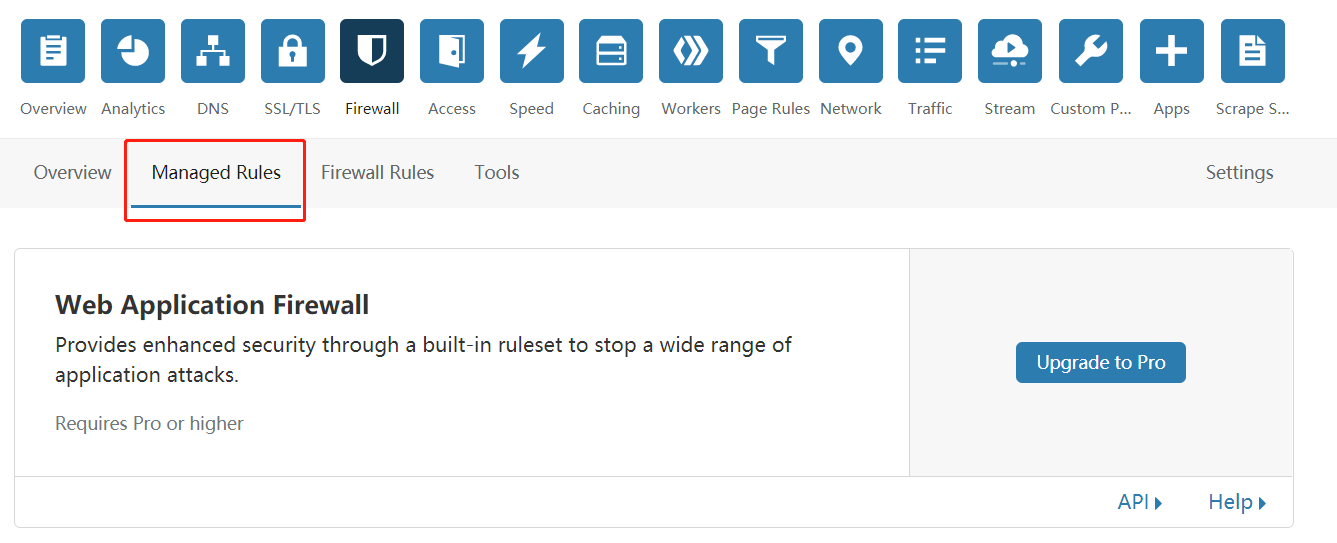 Overview Analytics DNS SSL/TLS Firewall Access Speed Caching Workers Page Rules Network Traffic Stream Custom P... Apps Scrape S...
Overview Managed Rules Firewall Rules Tools Settings
Web Application Firewall
Provides enhanced security through a built-in ruleset to stop a wide range of
application attacks.
Requires Pro or higher
Upgrade to Pro
API Help